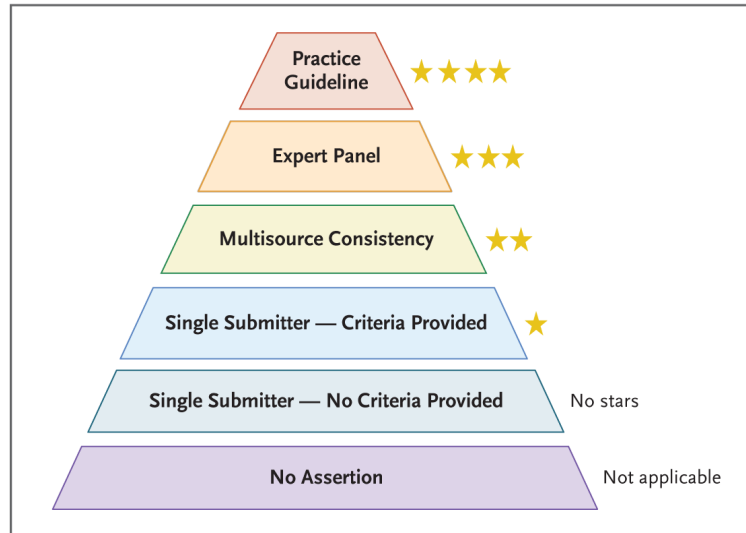 Practice
Guideline
Expert Panel
Multisource Consistency
Single Submitter — Criteria Provided
Single Submitter — No Criteria Provided
No stars
No Assertion
Not applicable